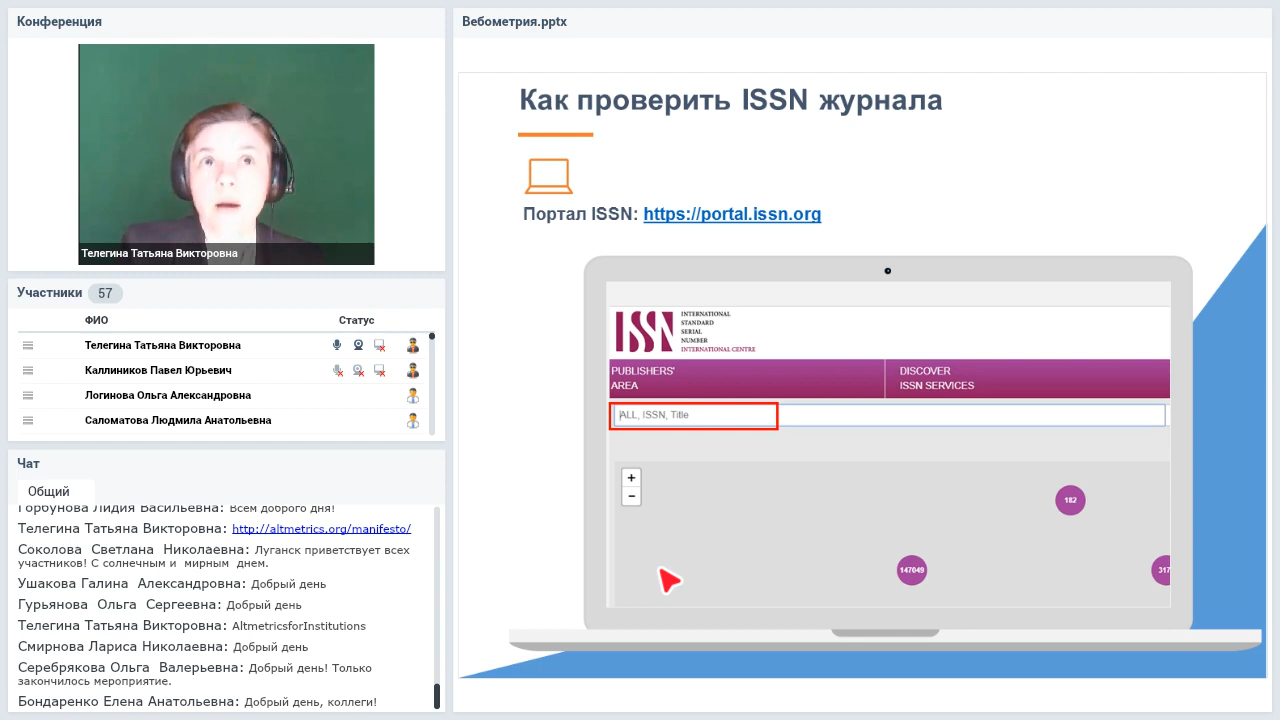 Конференция
Телегина Татьяна Викторовна
Участники 57
ФИО Статус
Телегина Татьяна Викторовна
Каллиников Павел Юрьевич
Логинова Ольга Александровна
Саломатова Людмила Анатольевна
Чат
Общий
Горбунова Лидия Васильевна: Всем доброго дня!
Телегина Татьяна Викторовна: http://altmetrics.org/manifesto/
Соколова Светлана Николаевна: Луганск приветствует всех
участников! С солнечным и мирным днем.
Ушакова Галина Александровна: Добрый день
Гурьянова Ольга Сергеевна: Добрый день
Телегина Татьяна Викторовна: AltmetricsforInstitutions
Смирнова Лариса Николаевна: Добрый день
Серебрякова Ольга Валерьевна: Добрый день! Только
закончилось мероприятие.
Бондаренко Елена Анатольевна: Добрый день, коллеги!
Вебометрия.pptx
Как проверить ISSN журнала
Портал ISSN: https://portal.issn.org
ISSN
INTERNATIONAL
STANDARD
SERIAL
NUMBER
INTERNATIONAL CENTRE
PUBLISHERS'
AREA
DISCOVER
ISSN SERVICES
ALL, ISSN, Title
+
−
182
147049
317